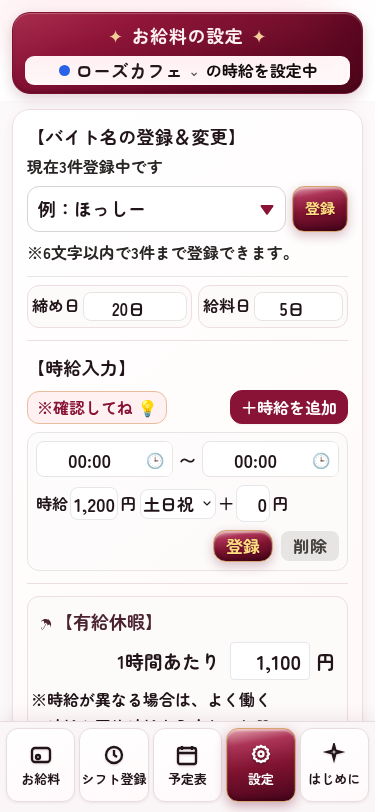 ✦ お給料の設定 ✦
ローズカフェ ⌄ の時給を設定中
【バイト名の登録＆変更】
現在3件登録中です
例：ほっしー ▼ 登録
※6文字以内で3件まで登録できます。
締め日 20日 給料日 5日
【時給入力】
※確認してね 💡 ＋時給を追加
00:00 🕒 〜 00:00 🕒
時給 1,200 円 土日祝 ＋ 0 円
登録 削除
【有給休暇】
1時間あたり 1,100 円
※時給が異なる場合は、よく働く
お給料 シフト登録 予定表 設定 はじめに